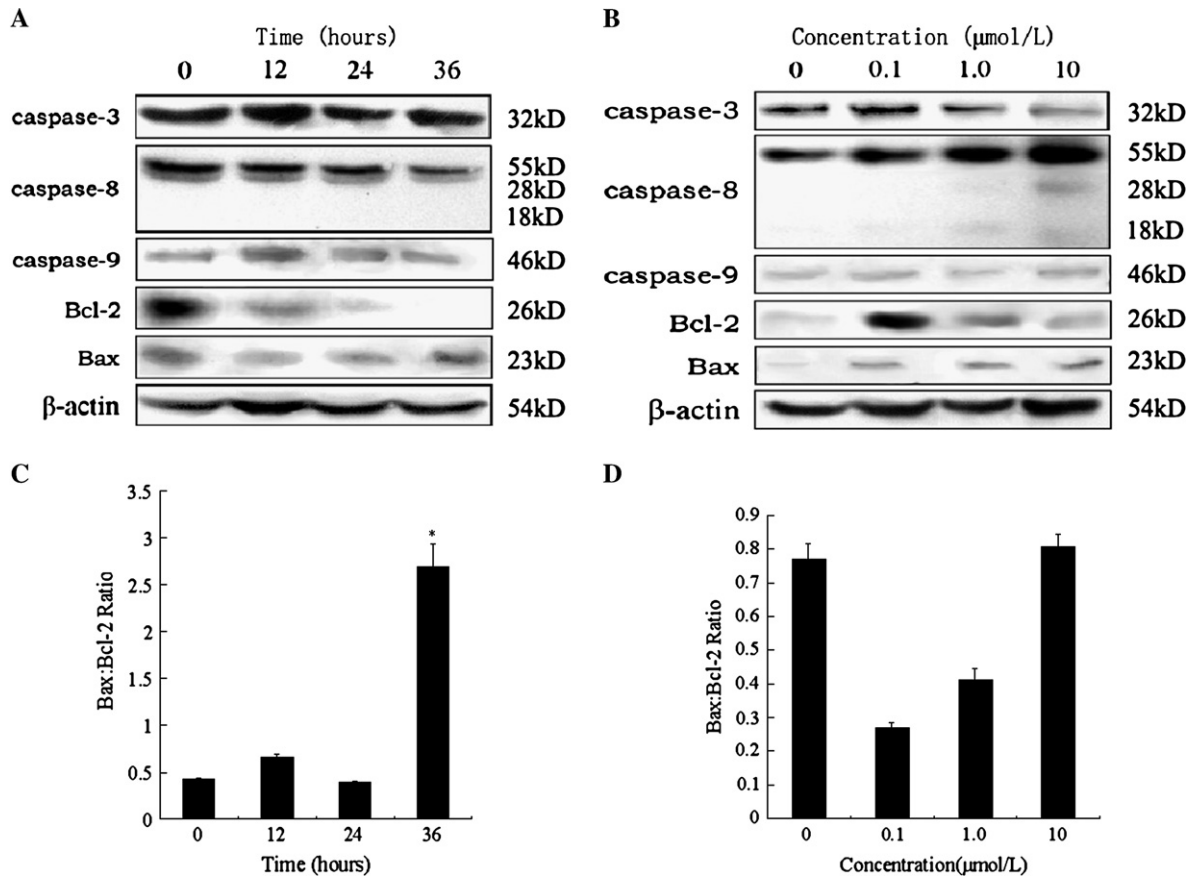 A
Time (hours)
0 12 24 36
caspase-3 32kD
caspase-8 55kD
28kD
18kD
caspase-9 46kD
Bcl-2 26kD
Bax 23kD
β-actin 54kD
B
Concentration (μmol/L)
0 0.1 1.0 10
caspase-3 32kD
caspase-8 55kD
28kD
18kD
caspase-9 46kD
Bcl-2 26kD
Bax 23kD
β-actin 54kD
C
Bax:Bcl-2 Ratio
3.5
3
2.5
2
1.5
1
0.5
0
*
0 12 24 36
Time (hours)
D
Bax:Bcl-2 Ratio
0.9
0.8
0.7
0.6
0.5
0.4
0.3
0.2
0.1
0
0 0.1 1.0 10
Concentration(μmol/L)